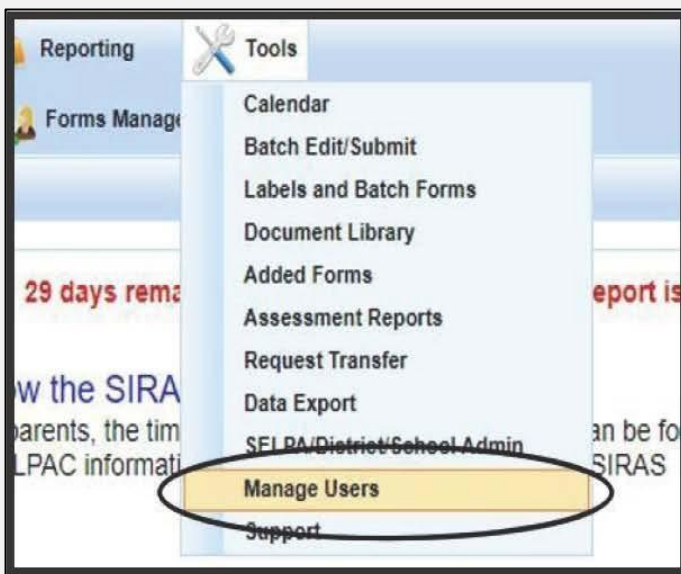 Reporting
Tools
Forms Manage
Calendar
Batch Edit/Submit
Labels and Batch Forms
Document Library
Added Forms
Assessment Reports
Request Transfer
Data Export
SELPA/District/School Admin
Manage Users
Support
29 days rema
eport is
ow the SIRA
parents, the tim
an be fo
LPAC informati
SIRAS